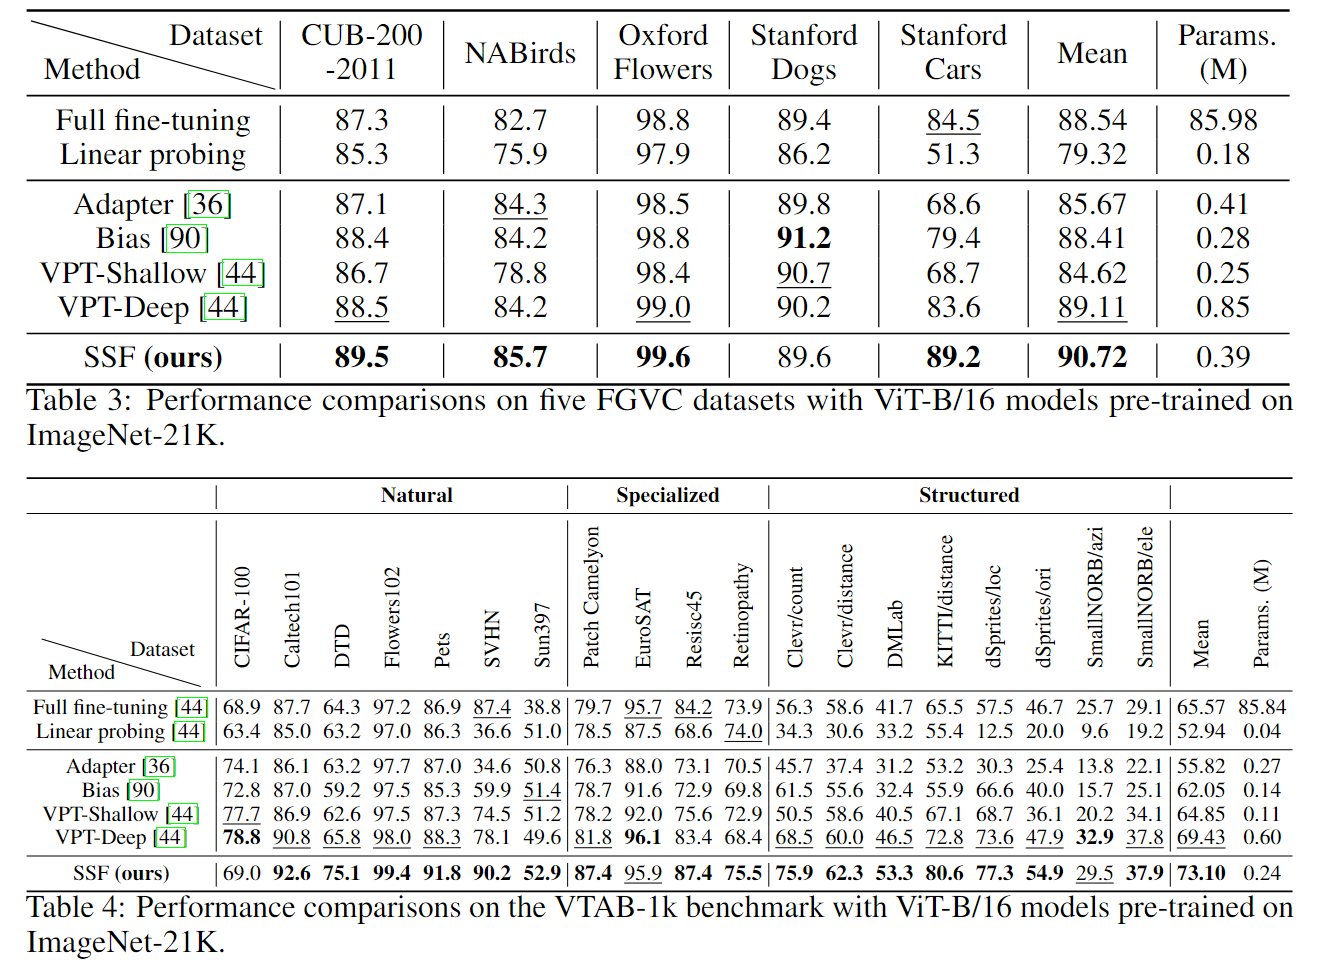 Dataset CUB-200 -2011 NABirds Oxford Flowers Stanford Dogs Stanford Cars Mean Params. (M)
Method
Full fine-tuning 87.3 82.7 98.8 89.4 84.5 88.54 85.98
Linear probing 85.3 75.9 97.9 86.2 51.3 79.32 0.18
Adapter [36] 87.1 84.3 98.5 89.8 68.6 85.67 0.41
Bias [90] 88.4 84.2 98.8 91.2 79.4 88.41 0.28
VPT-Shallow [44] 86.7 78.8 98.4 90.7 68.7 84.62 0.25
VPT-Deep [44] 88.5 84.2 99.0 90.2 83.6 89.11 0.85
SSF (ours) 89.5 85.7 99.6 89.6 89.2 90.72 0.39
Table 3: Performance comparisons on five FGVC datasets with ViT-B/16 models pre-trained on
ImageNet-21K.
Natural Specialized Structured
Dataset CIFAR-100 Caltech101 DTD Flowers102 Pets SVHN Sun397 Patch Camelyon EuroSAT Resisc45 Retinopathy Clevr/count Clevr/distance DMLab KITTI/distance dSprites/loc dSprites/ori SmallNORB/azi SmallNORB/ele Mean Params. (M)
Method
Full fine-tuning [44] 68.9 87.7 64.3 97.2 86.9 87.4 38.8 79.7 95.7 84.2 73.9 56.3 58.6 41.7 65.5 57.5 46.7 25.7 29.1 65.57 85.84
Linear probing [44] 63.4 85.0 63.2 97.0 86.3 36.6 51.0 78.5 87.5 68.6 74.0 34.3 30.6 33.2 55.4 12.5 20.0 9.6 19.2 52.94 0.04
Adapter [36] 74.1 86.1 63.2 97.7 87.0 34.6 50.8 76.3 88.0 73.1 70.5 45.7 37.4 31.2 53.2 30.3 25.4 13.8 22.1 55.82 0.27
Bias [90] 72.8 87.0 59.2 97.5 85.3 59.9 51.4 78.7 91.6 72.9 69.8 61.5 55.6 32.4 55.9 66.6 40.0 15.7 25.1 62.05 0.14
VPT-Shallow [44] 77.7 86.9 62.6 97.5 87.3 74.5 51.2 78.2 92.0 75.6 72.9 50.5 58.6 40.5 67.1 68.7 36.1 20.2 34.1 64.85 0.11
VPT-Deep [44] 78.8 90.8 65.8 98.0 88.3 78.1 49.6 81.8 96.1 83.4 68.4 68.5 60.0 46.5 72.8 73.6 47.9 32.9 37.8 69.43 0.60
SSF (ours) 69.0 92.6 75.1 99.4 91.8 90.2 52.9 87.4 95.9 87.4 75.5 75.9 62.3 53.3 80.6 77.3 54.9 29.5 37.9 73.10 0.24
Table 4: Performance comparisons on the VTAB-1k benchmark with ViT-B/16 models pre-trained on
ImageNet-21K.